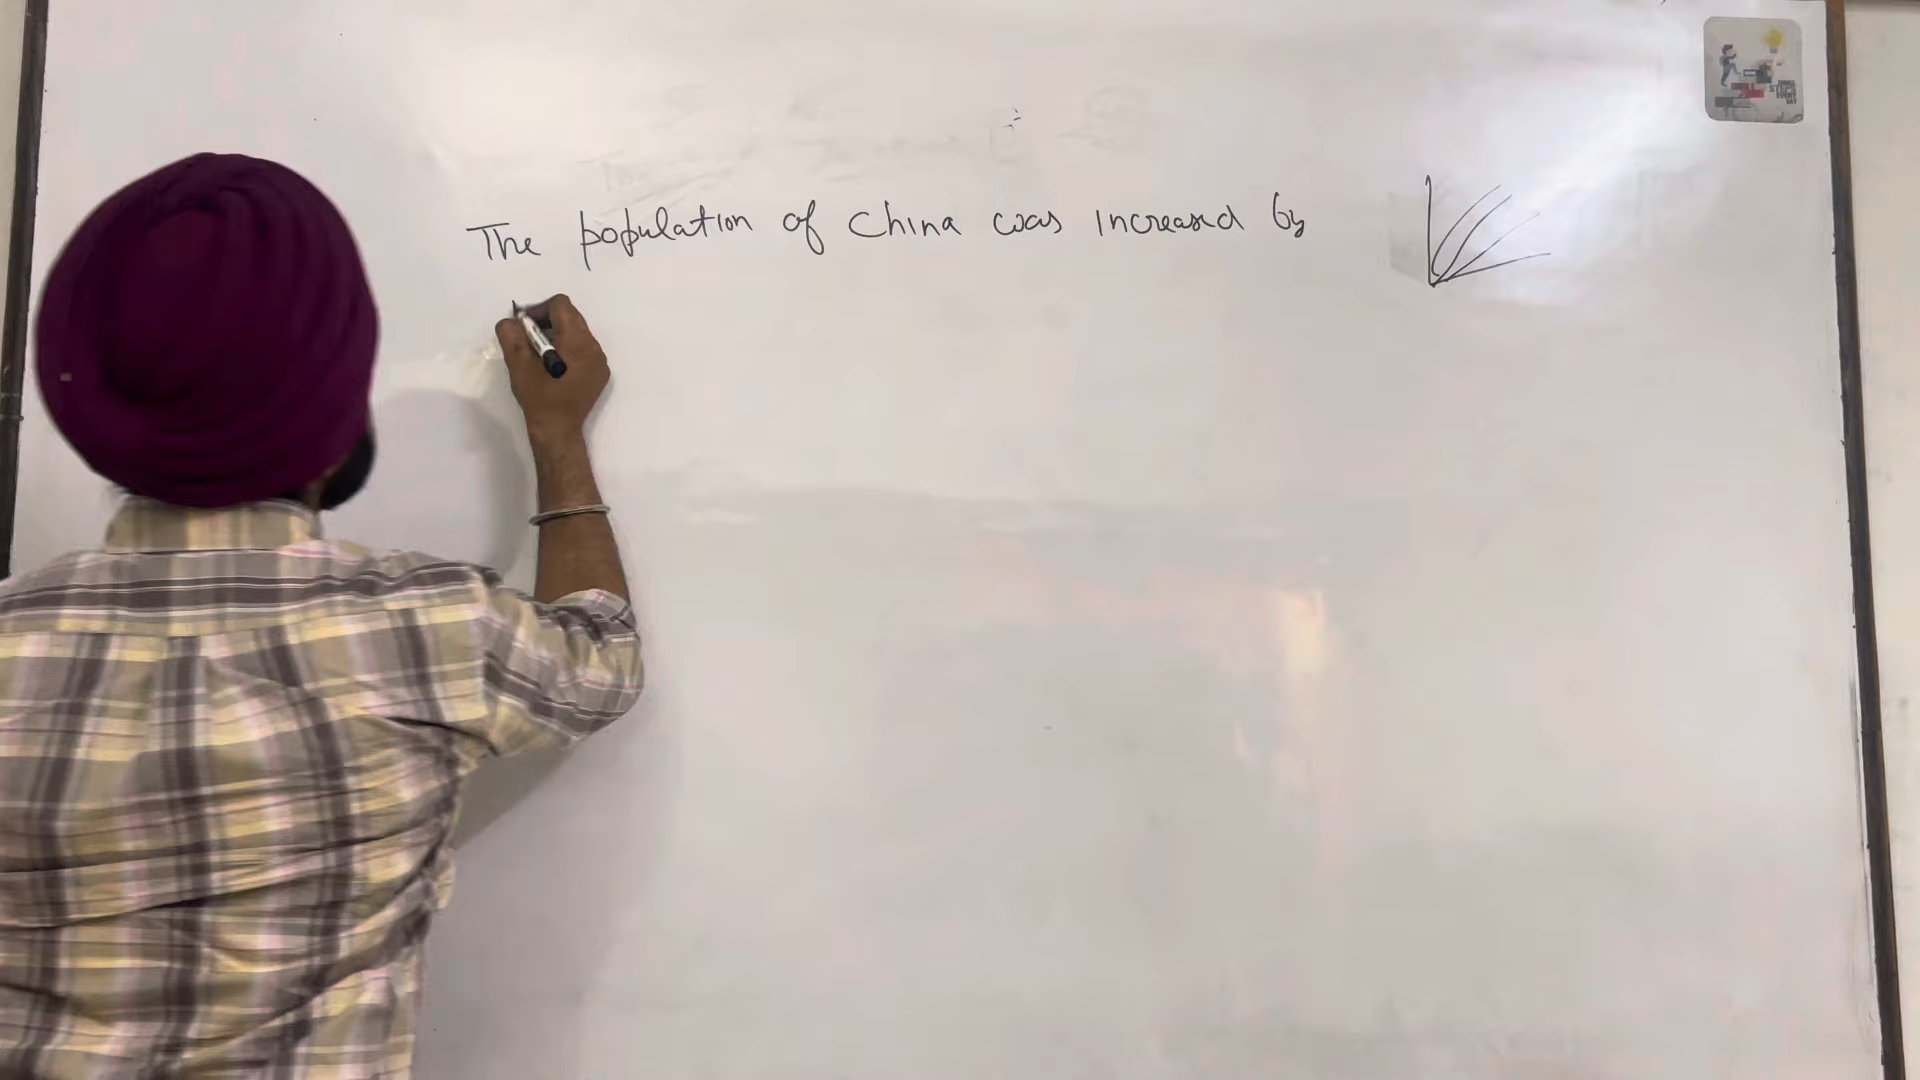 The population of China was increased by